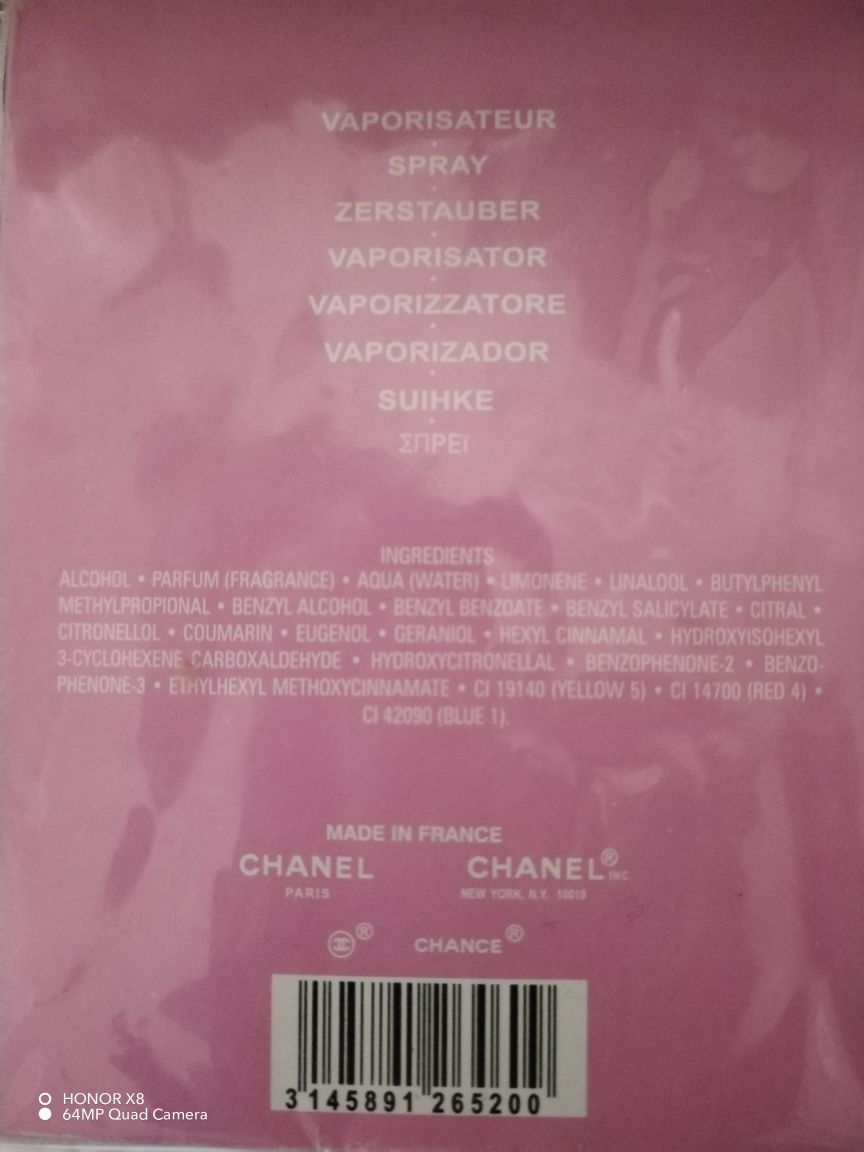 VAPORISATEUR
•
SPRAY
•
ZERSTAUBER
•
VAPORISATOR
•
VAPORIZZATORE
•
VAPORIZADOR
•
SUIHKE
•
ΣΠΡΕΪ
INGREDIENTS
ALCOHOL • PARFUM (FRAGRANCE) • AQUA (WATER) • LIMONENE • LINALOOL • BUTYLPHENYL
METHYLPROPIONAL • BENZYL ALCOHOL • BENZYL BENZOATE • BENZYL SALICYLATE • CITRAL •
CITRONELLOL • COUMARIN • EUGENOL • GERANIOL • HEXYL CINNAMAL • HYDROXYISOHEXYL
3-CYCLOHEXENE CARBOXALDEHYDE • HYDROXYCITRONELLAL • BENZOPHENONE-2 • BENZO-
PHENONE-3 • ETHYLHEXYL METHOXYCINNAMATE • CI 19140 (YELLOW 5) • CI 14700 (RED 4) •
CI 42090 (BLUE 1).
MADE IN FRANCE
CHANEL CHANEL® INC.
PARIS NEW YORK, N.Y. 10019
® CHANCE®
3 145891 265200
HONOR X8
64MP Quad Camera